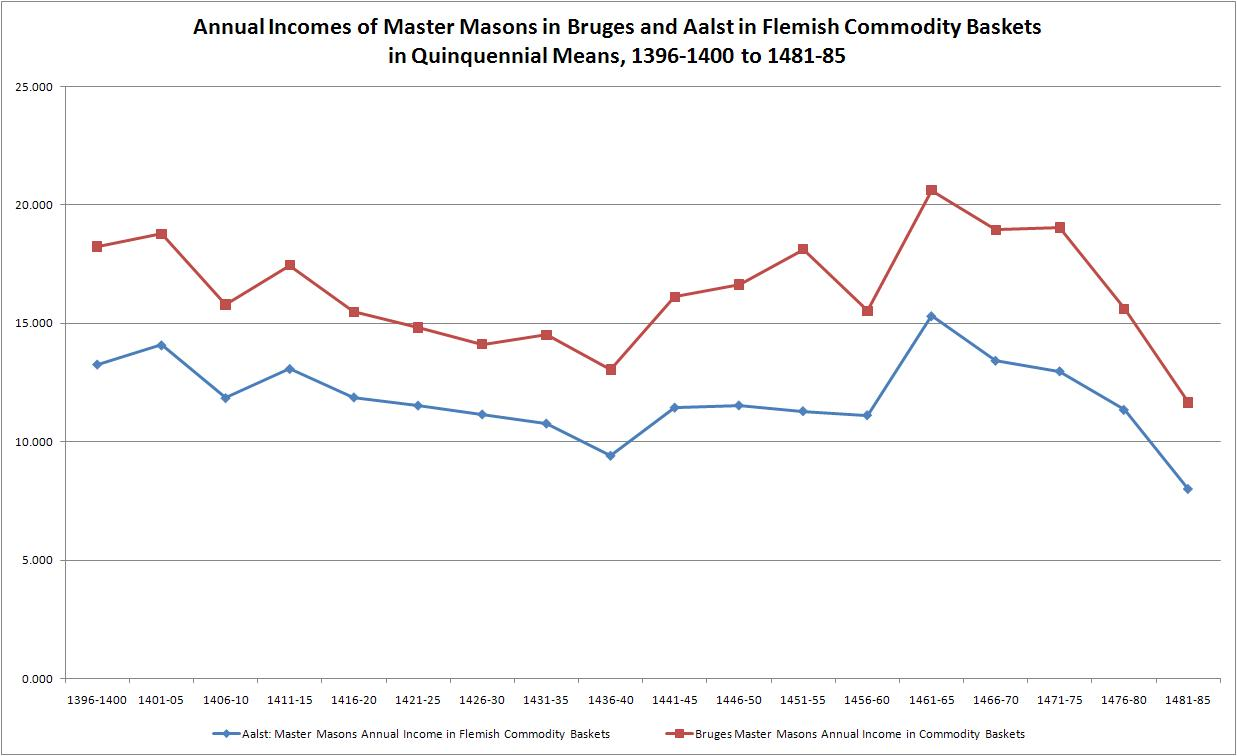 Annual Incomes of Master Masons in Bruges and Aalst in Flemish Commodity Baskets
in Quinquennial Means, 1396-1400 to 1481-85
25.000
20.000
15.000
10.000
5.000
0.000
1396-1400 1401-05 1406-10 1411-15 1416-20 1421-25 1426-30 1431-35 1436-40 1441-45 1446-50 1451-55 1456-60 1461-65 1466-70 1471-75 1476-80 1481-85
Aalst: Master Masons Annual Income in Flemish Commodity Baskets Bruges Master Masons Annual Income in Commodity Baskets